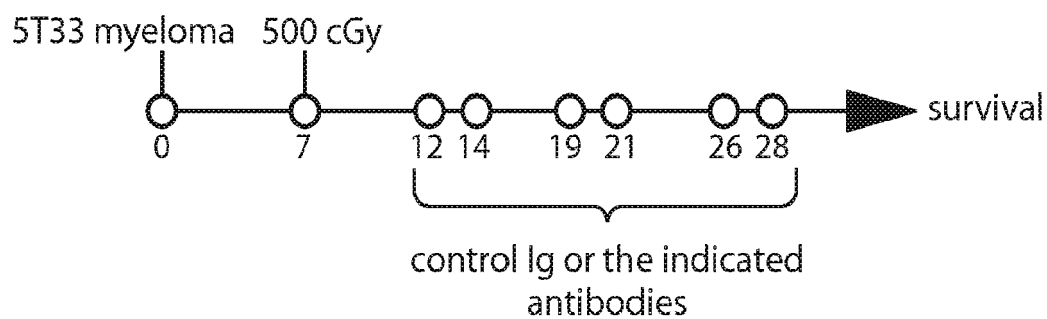 5T33 myeloma 500 cGy
survival
0 7 12 14 19 21 26 28
control Ig or the indicated
antibodies